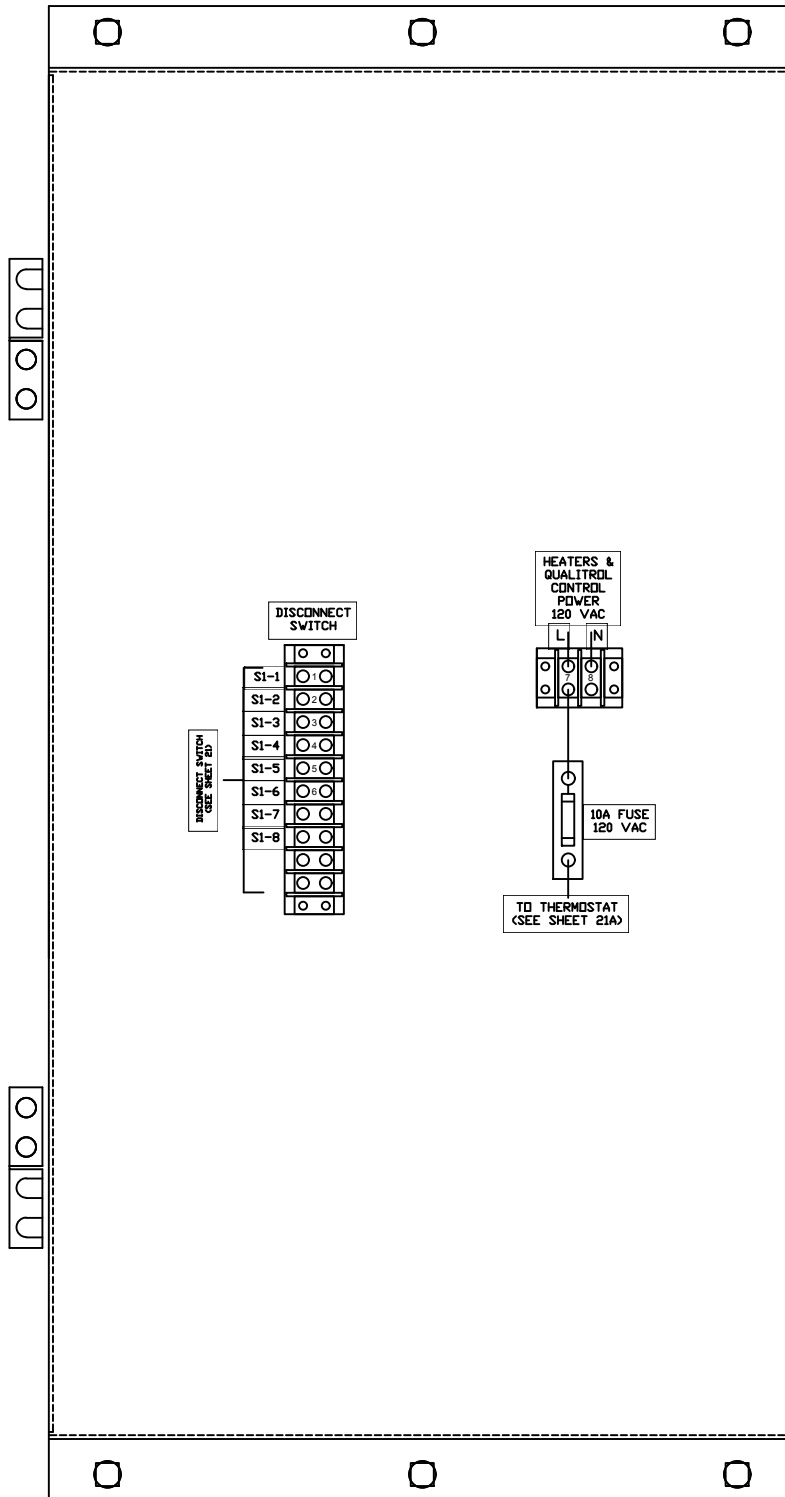 HEATERS &
QUALITROL
CONTROL
POWER
120 VAC
L N
7 8
DISCONNECT
SWITCH
S1-1 1
S1-2 2
S1-3 3
S1-4 4
S1-5 5
S1-6 6
S1-7
S1-8
DISCONNECT SWITCH
(SEE SHEET 21)
10A FUSE
120 VAC
TO THERMOSTAT
(SEE SHEET 21A)